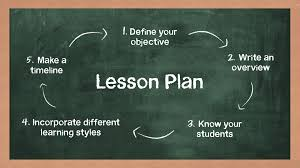 1. Define your
objective
2. Write an
overview
3. Know your
students
4. Incorporate different
learning styles
5. Make a
timeline
Lesson Plan